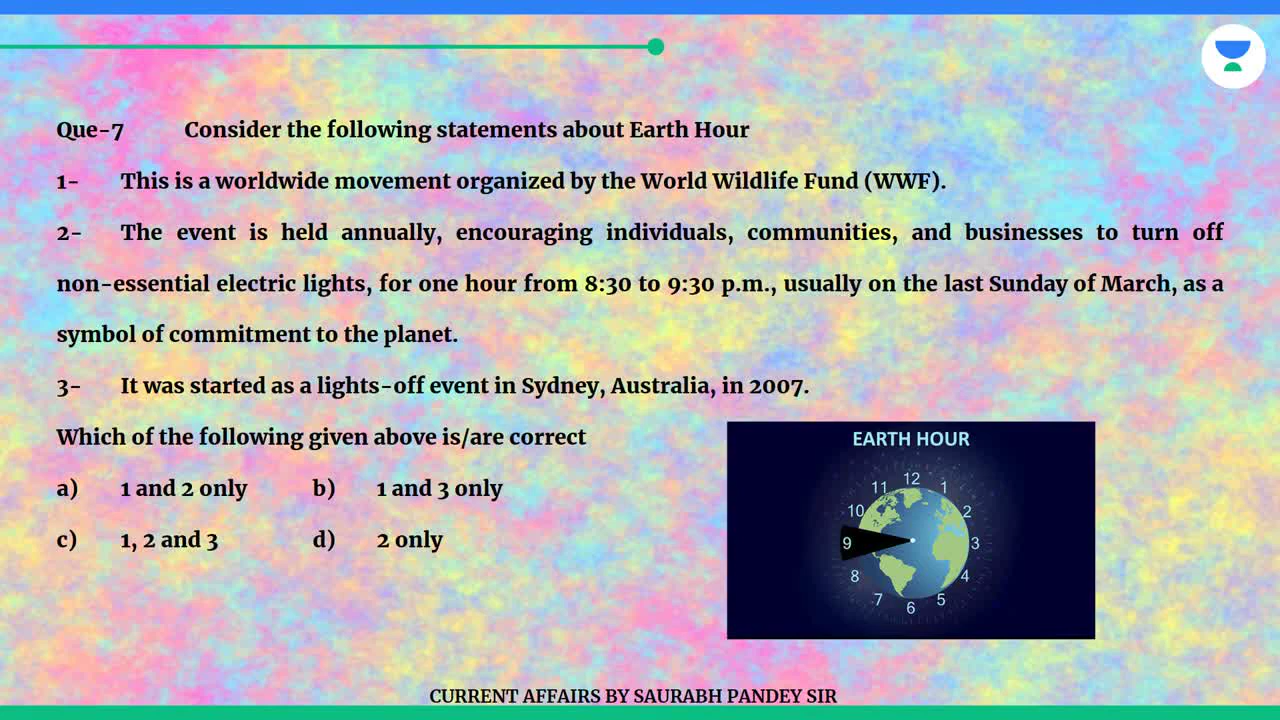 Que-7 Consider the following statements about Earth Hour
1- This is a worldwide movement organized by the World Wildlife Fund (WWF).
2- The event is held annually, encouraging individuals, communities, and businesses to turn off
non-essential electric lights, for one hour from 8:30 to 9:30 p.m., usually on the last Sunday of March, as a
symbol of commitment to the planet.
3- It was started as a lights-off event in Sydney, Australia, in 2007.
Which of the following given above is/are correct
a) 1 and 2 only b) 1 and 3 only
c) 1, 2 and 3 d) 2 only
EARTH HOUR
12
11 1
10 2
9 3
8 4
7 5
6
CURRENT AFFAIRS BY SAURABH PANDEY SIR